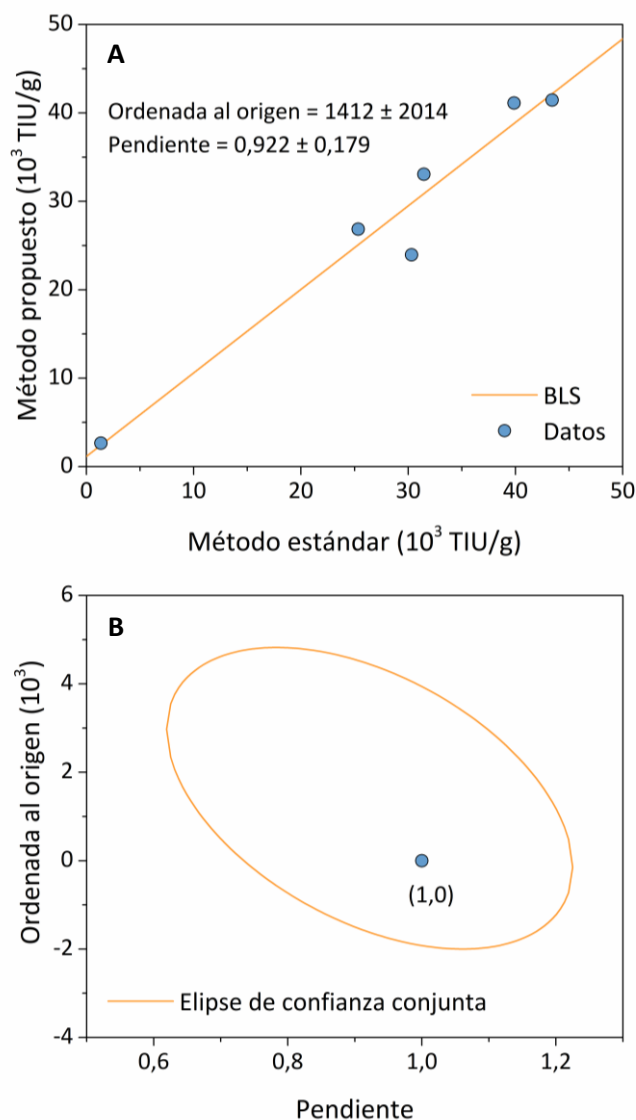 A
Ordenada al origen = 1412 ± 2014
Pendiente = 0,922 ± 0,179
50
40
30
20
10
0
Método propuesto (10³ TIU/g)
BLS
Datos
0
10
20
30
40
50
Método estándar (10³ TIU/g)
B
6
4
2
0
-2
-4
Ordenada al origen (10³)
(1,0)
Elipse de confianza conjunta
0,6
0,8
1,0
1,2
Pendiente